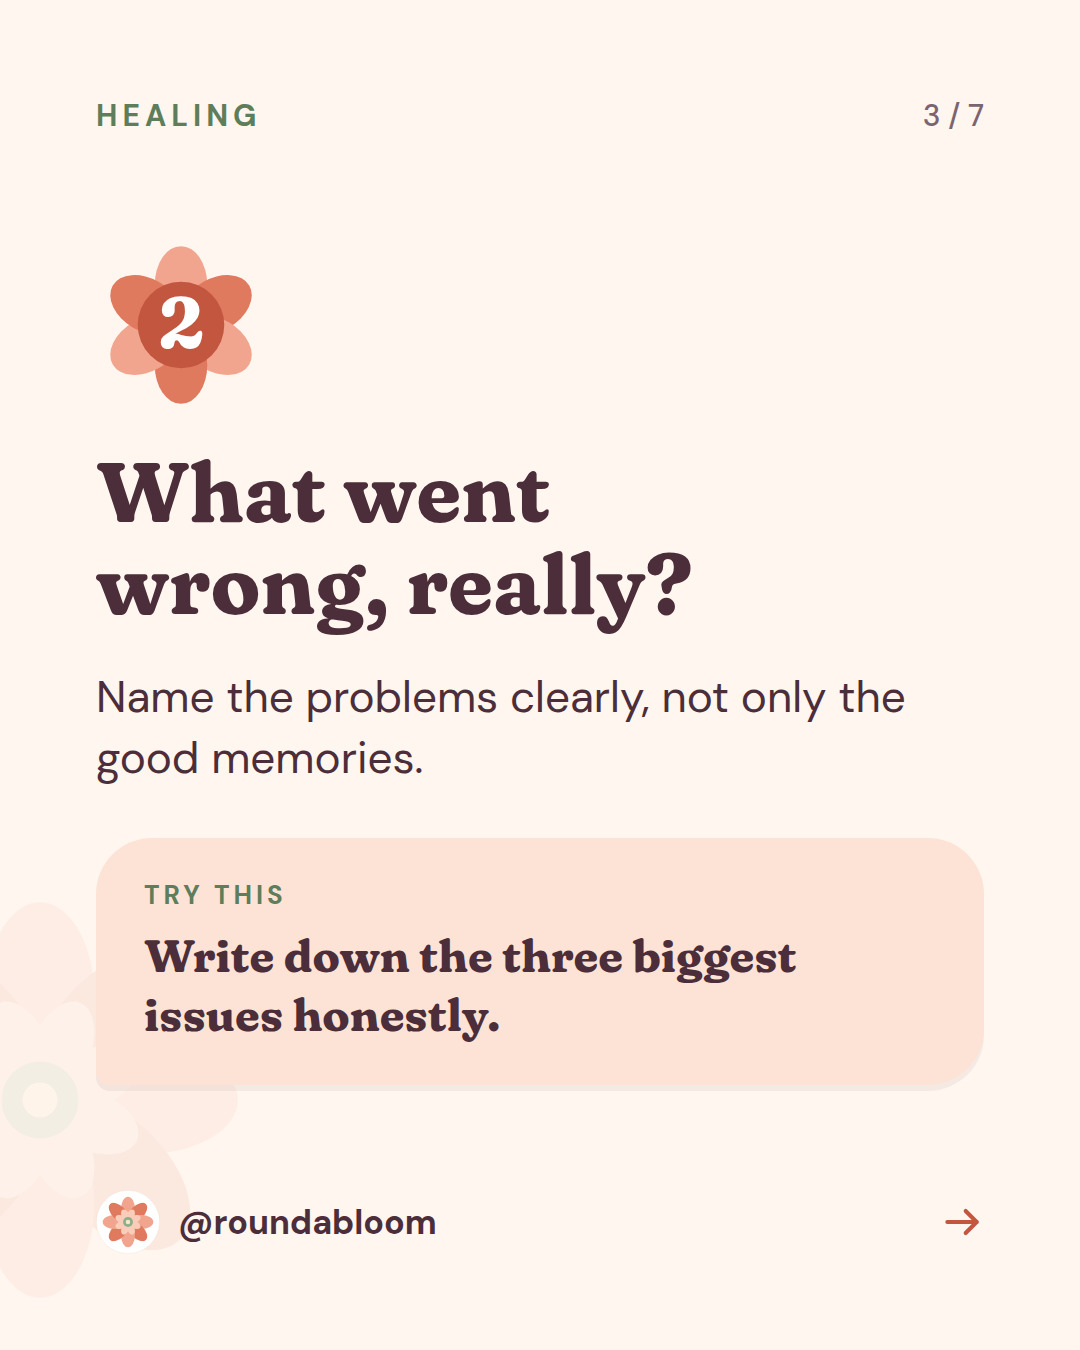 HEALING
3 / 7
2
What went
wrong, really?
Name the problems clearly, not only the
good memories.
TRY THIS
Write down the three biggest
issues honestly.
@roundabloom